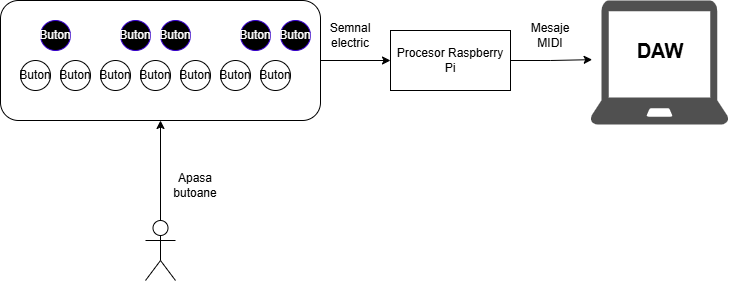 Buton Buton Buton Buton Buton
Buton Buton Buton Buton Buton Buton Buton
Semnal
electric
Procesor Raspberry
Pi
Mesaje
MIDI
DAW
Apasa
butoane